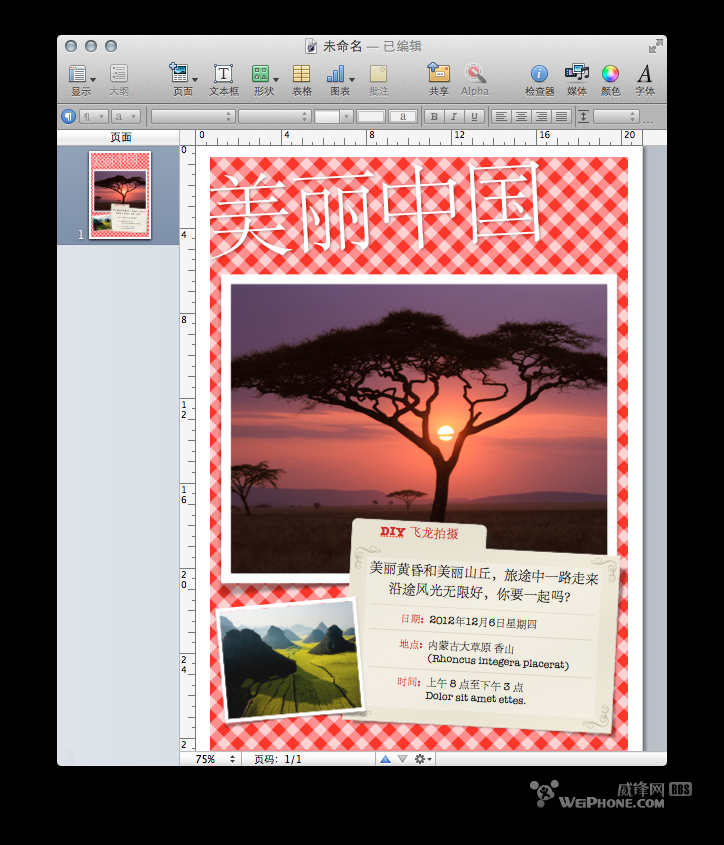 未命名 — 已编辑
显示 大纲 页面 文本框 形状 表格 图表 批注 共享 Alpha 检查器 媒体 颜色 字体
¶ ¶ a a B I U
页面
0 4 8 12 16 20
0
4
8
12
16
20
24
2
1
美丽中国
DIY 飞龙拍摄
美丽黄昏和美丽山丘，旅途中一路走来
沿途风光无限好，你要一起吗?
日期: 2012年12月6日星期四
地点: 内蒙古大草原 香山
(Rhoncus integera placerat)
时间: 上午 8 点至下午 3 点
Dolor sit amet ettes.
75% 页码: 1/1
威锋网 BBS
WEIPHONE.COM